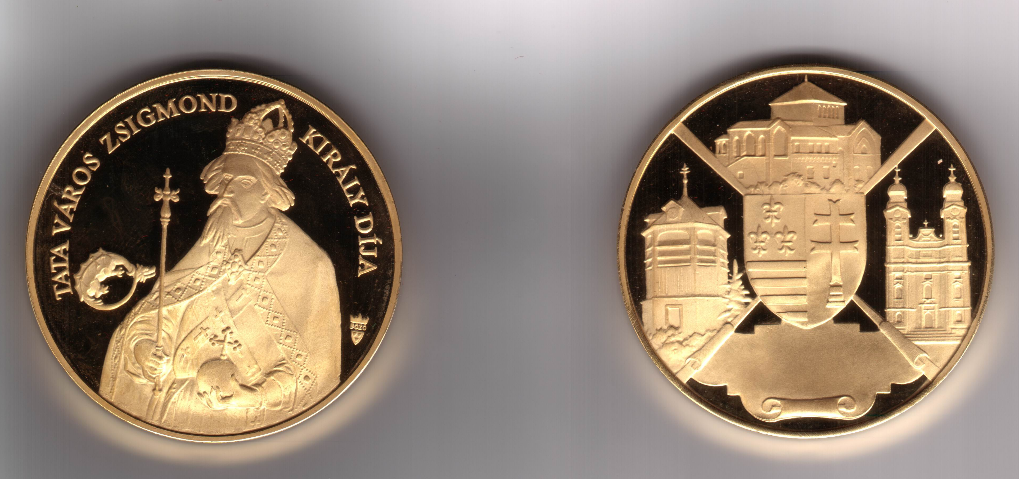 TATA VÁROS ZSIGMOND KIRÁLY DÍJA